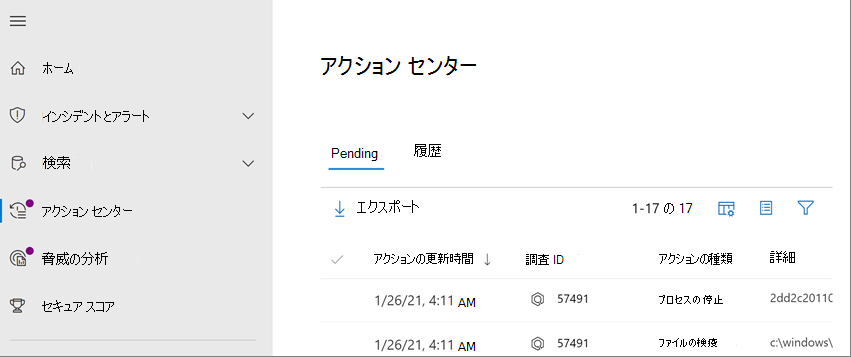 ホーム
インシデントとアラート
検索
アクション センター
脅威の分析
セキュア スコア
アクション センター
Pending 履歴
エクスポート 1-17 の 17
アクションの更新時間 ↓ 調査 ID アクションの種類 詳細
1/26/21, 4:11 AM 57491 プロセスの停止 2dd2c20110
1/26/21, 4:11 AM 57491 ファイルの検疫 c:\windows\